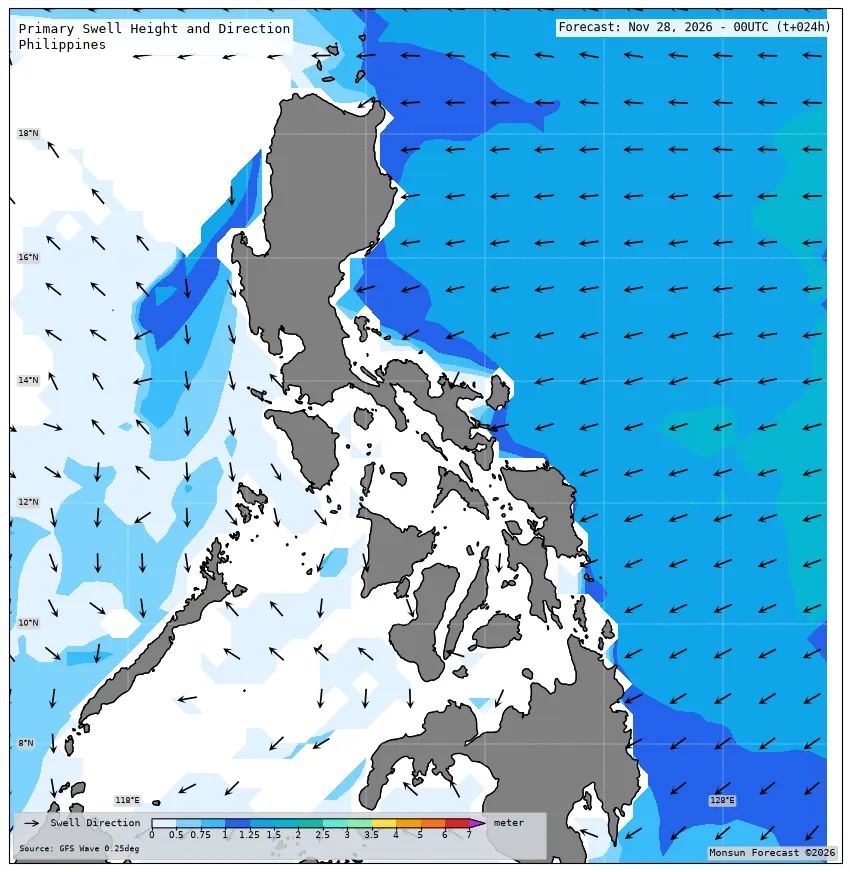 Primary Swell Height and Direction
Philippines
Forecast: Nov 28, 2026 - 00UTC (t+024h)
18°N
16°N
14°N
12°N
10°N
8°N
118°E
128°E
Swell Direction
0 0.5 0.75 1 1.25 1.5 2 2.5 3 3.5 4 5 6 7
meter
Source: GFS Wave 0.25deg
Monsun Forecast ©2026